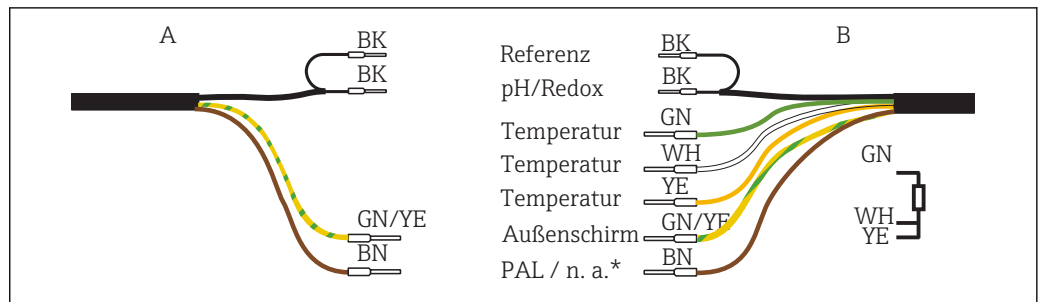 A
BK
BK
GN/YE
BN
B
Referenz BK
pH/Redox BK
Temperatur GN
Temperatur WH
Temperatur YE
Außenschirm GN/YE
PAL / n. a.* BN
GN
WH
YE